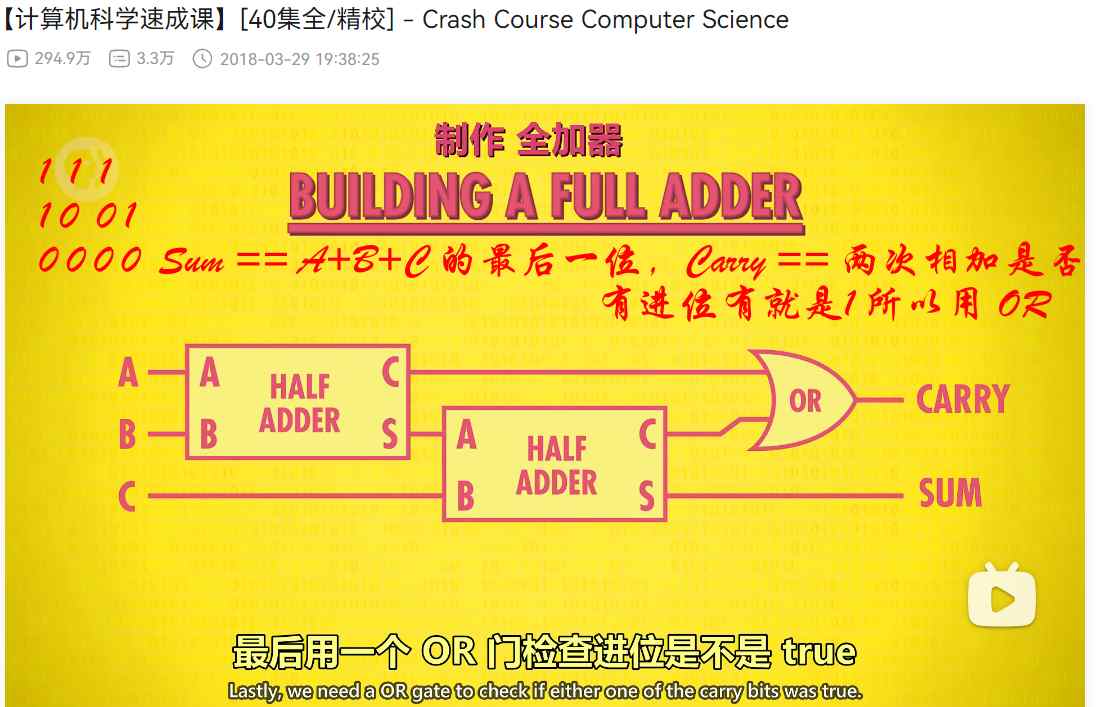 【计算机科学速成课】[40集全/精校] - Crash Course Computer Science
294.9万 3.3万 2018-03-29 19:38:25
制作 全加器
BUILDING A FULL ADDER
1 1 1
10 01
0000 Sum == A+B+C 的最后一位，Carry == 两次相加是否
有进位有就是1所以用 OR
A A HALF ADDER C OR CARRY
B B S A HALF ADDER C
C B S SUM
最后用一个 OR 门检查进位是不是 true
Lastly, we need a OR gate to check if either one of the carry bits was true.